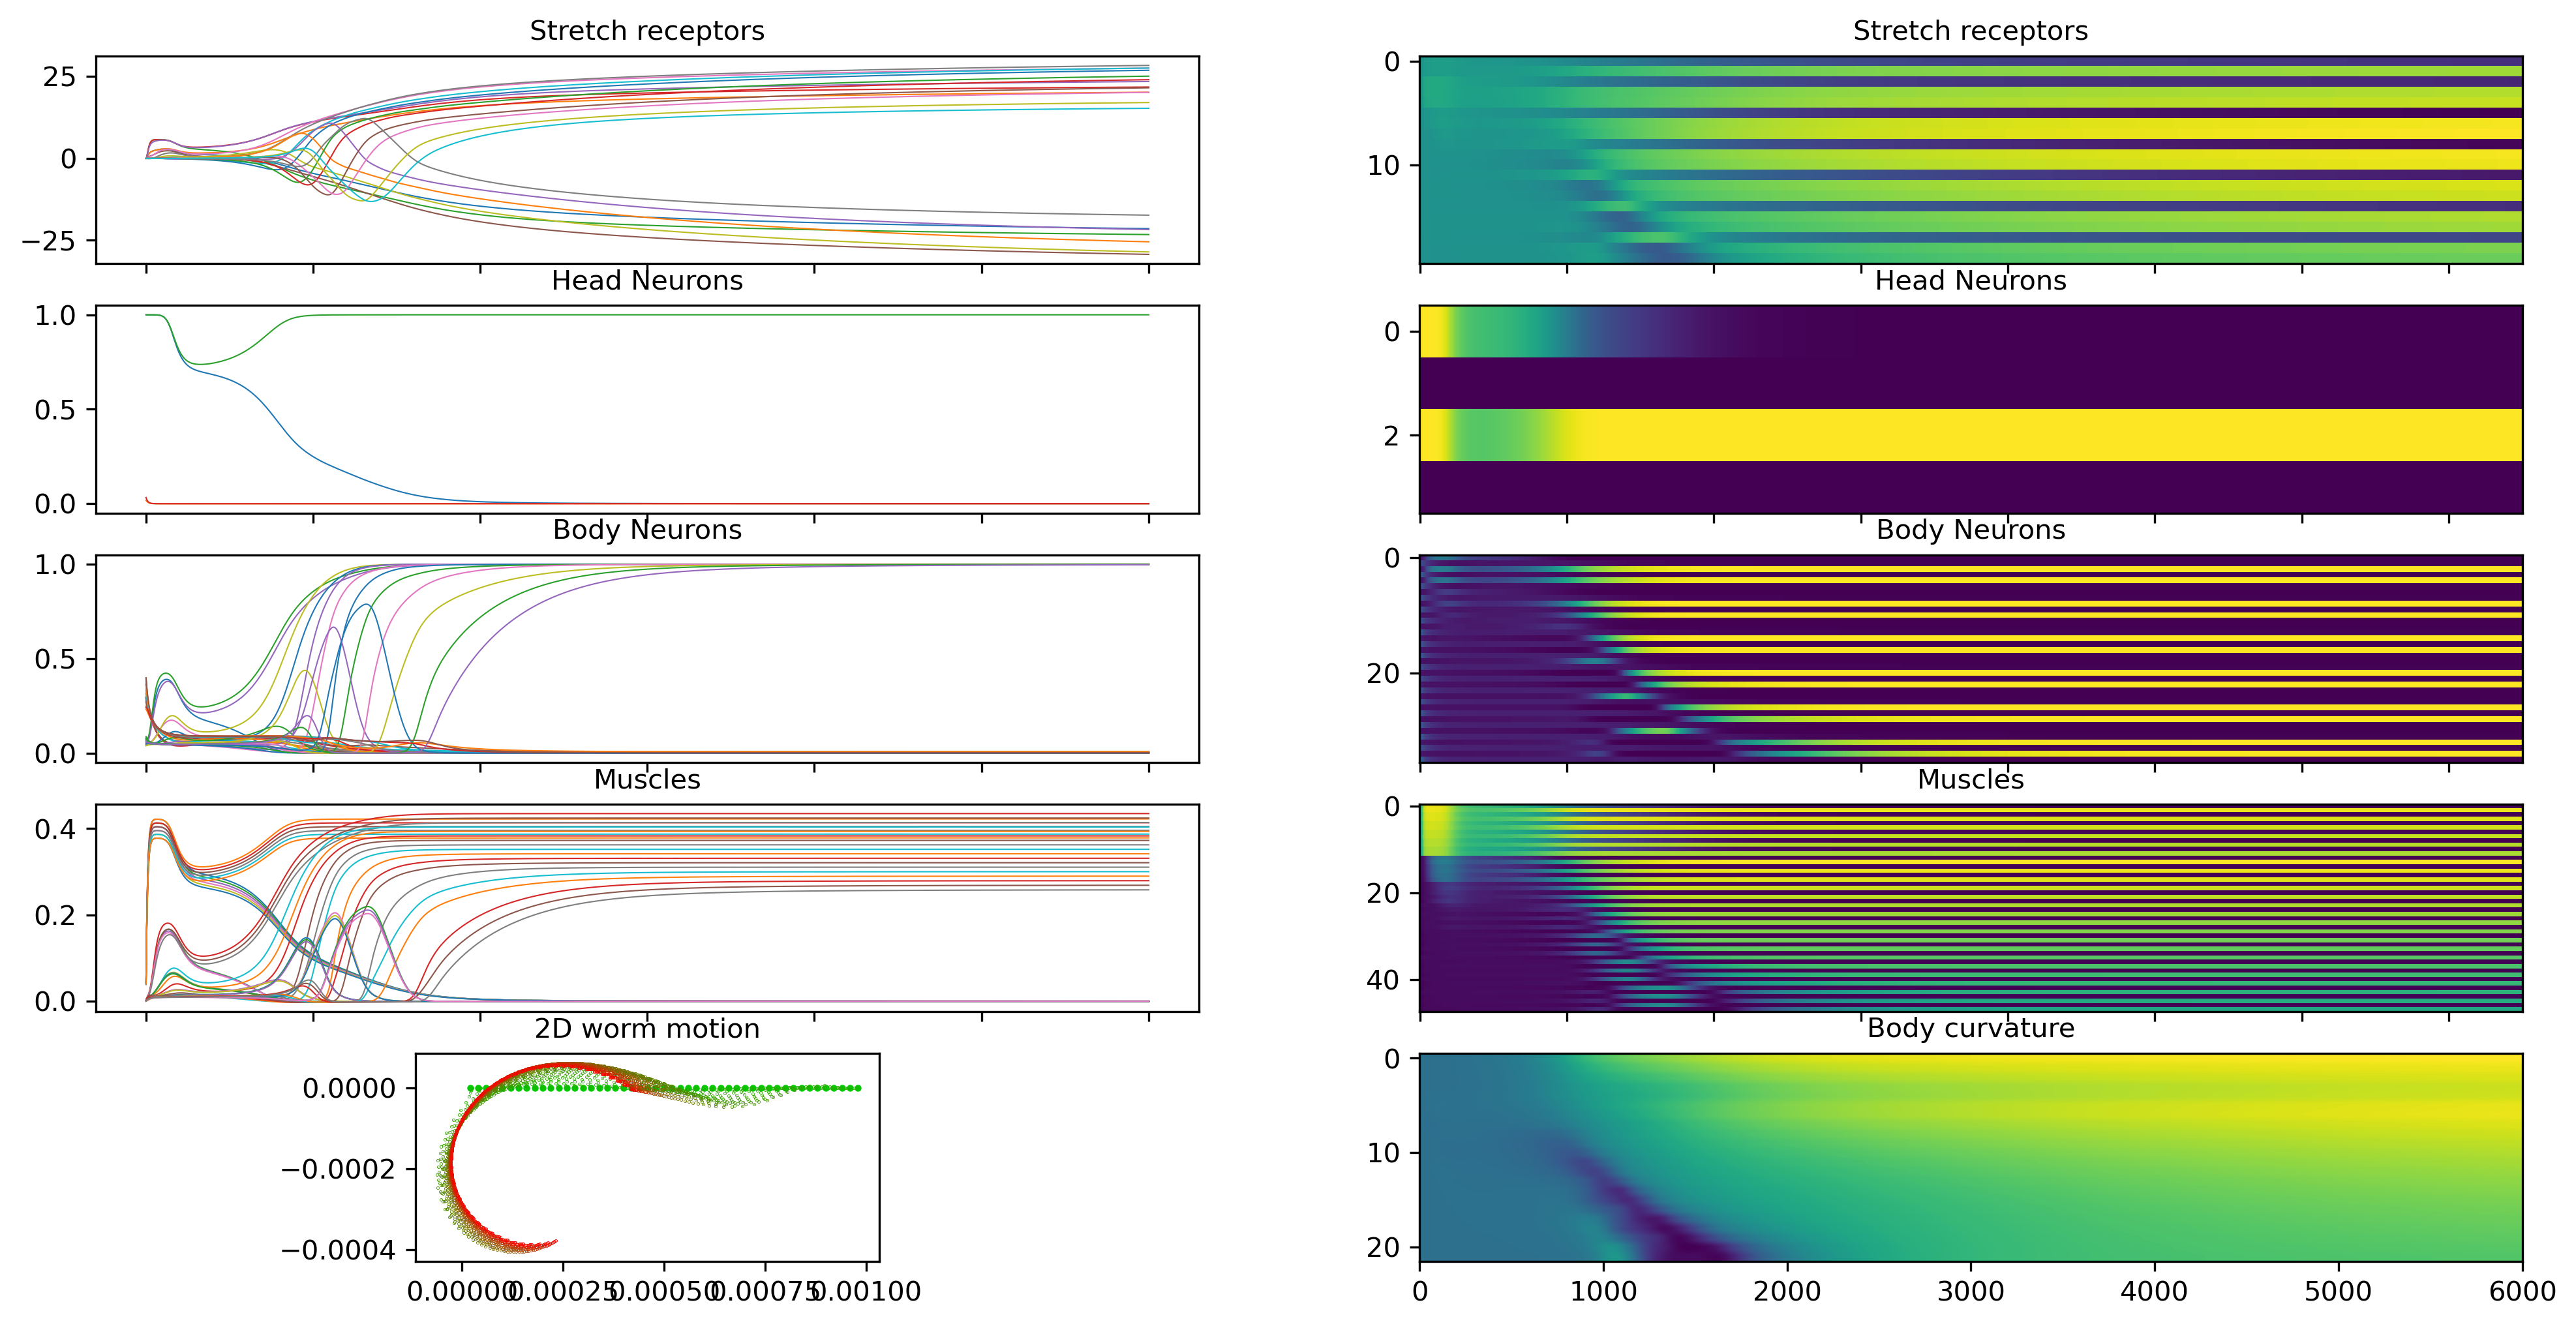 Stretch receptors
25
0
−25
Head Neurons
1.0
0.5
0.0
Body Neurons
1.0
0.5
0.0
Muscles
0.4
0.2
0.0
2D worm motion
0.0000
−0.0002
−0.0004
0.00000 0.00025 0.00050 0.00075 0.00100
Stretch receptors
0
10
Head Neurons
0
2
Body Neurons
0
20
Muscles
0
20
40
Body curvature
0
10
20
0 1000 2000 3000 4000 5000 6000